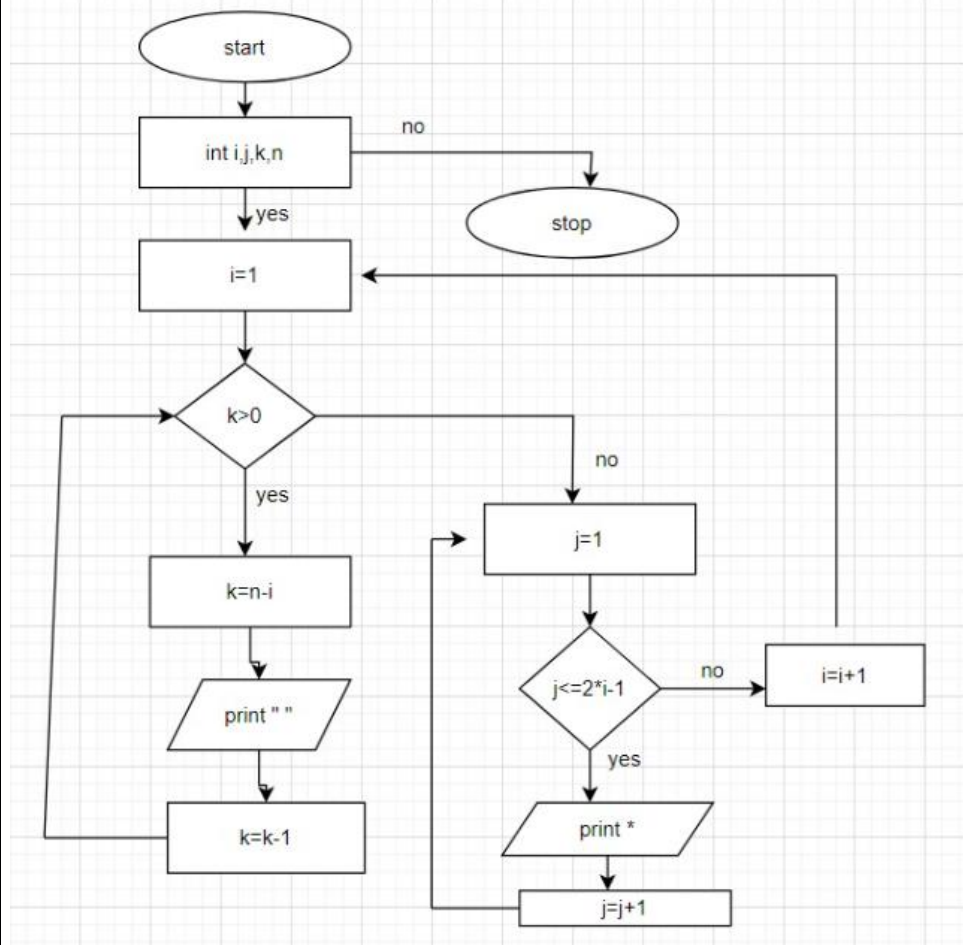 start
int i,j,k,n
no
stop
yes
i=1
k>0
no
yes
j=1
k=n-i
j<=2*i-1
no
i=i+1
print " "
yes
print *
k=k-1
j=j+1